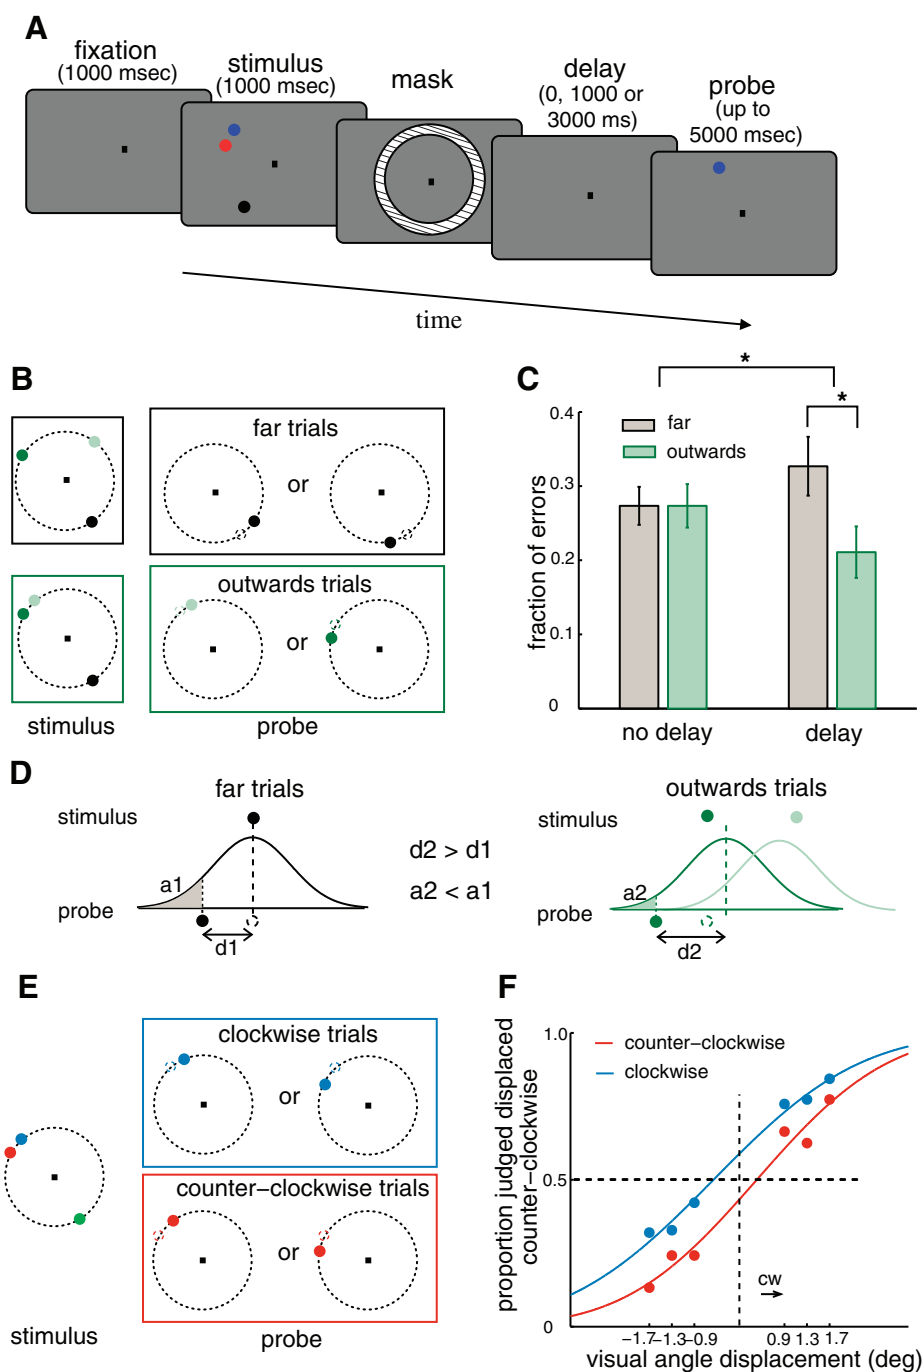 A
fixation
(1000 msec)
stimulus
(1000 msec)
mask
delay
(0, 1000 or
3000 ms)
probe
(up to
5000 msec)
time
B
far trials
or
outwards trials
or
stimulus
probe
C
*
*
far
outwards
fraction of errors
0.4
0.3
0.2
0.1
0
no delay
delay
D
far trials
stimulus
a1
probe
d1
d2 > d1
a2 < a1
outwards trials
stimulus
a2
probe
d2
E
clockwise trials
or
counter−clockwise trials
or
stimulus
probe
F
proportion judged displaced
counter−clockwise
1.0
0.5
0
counter−clockwise
clockwise
cw
−1.7 −1.3 −0.9 0.9 1.3 1.7
visual angle displacement (deg)